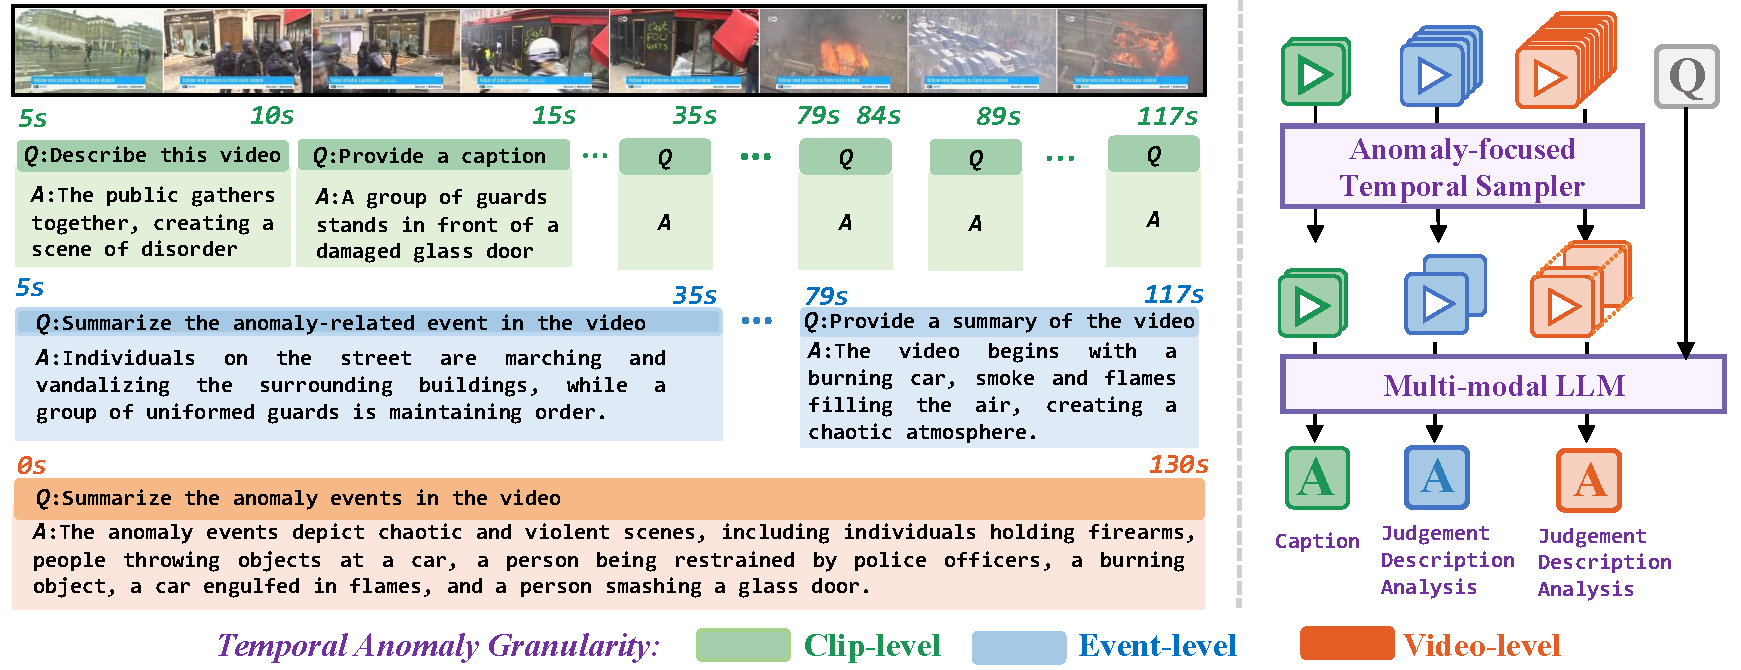 5s
10s
15s
35s
79s
84s
89s
117s
Q:Describe this video
A:The public gathers
together, creating a
scene of disorder
Q:Provide a caption
A:A group of guards
stands in front of a
damaged glass door
...
Q
A
...
Q
A
Q
A
...
Q
A
5s
35s
Q:Summarize the anomaly-related event in the video
A:Individuals on the street are marching and
vandalizing the surrounding buildings, while a
group of uniformed guards is maintaining order.
...
79s
117s
Q:Provide a summary of the video
A:The video begins with a
burning car, smoke and flames
filling the air, creating a
chaotic atmosphere.
0s
130s
Q:Summarize the anomaly events in the video
A:The anomaly events depict chaotic and violent scenes, including individuals holding firearms,
people throwing objects at a car, a person being restrained by police officers, a burning
object, a car engulfed in flames, and a person smashing a glass door.
Q
Anomaly-focused
Temporal Sampler
Multi-modal LLM
A
A
A
Caption
Judgement
Description
Analysis
Judgement
Description
Analysis
Temporal Anomaly Granularity:
Clip-level
Event-level
Video-level